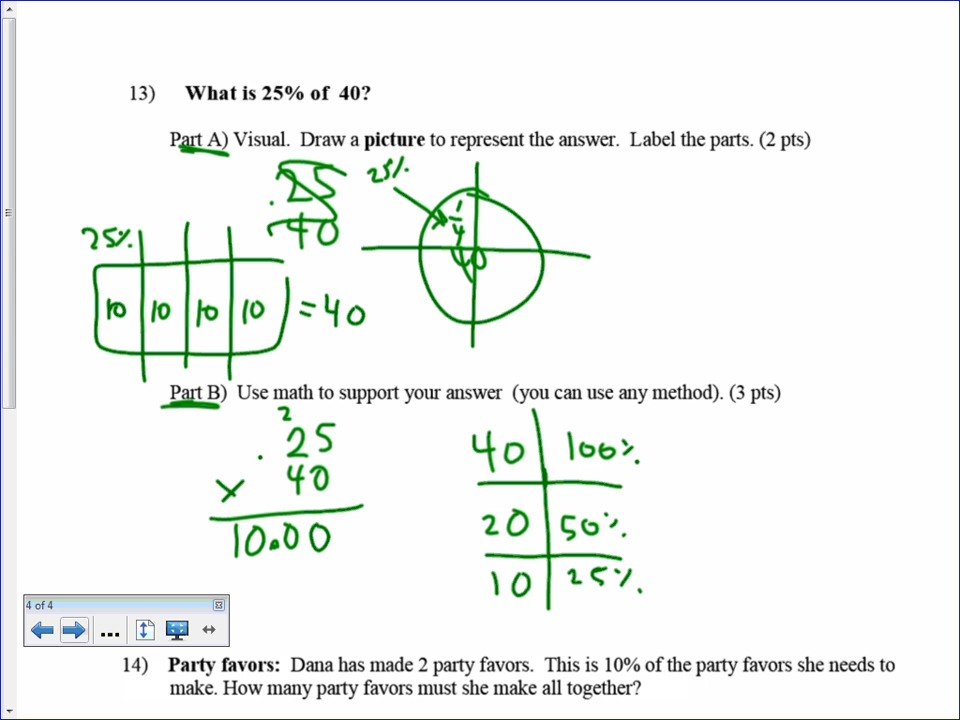 13) What is 25% of 40?
Part A) Visual. Draw a picture to represent the answer. Label the parts. (2 pts)
.25
40
25%
1/4
40
25%
10 10 10 10 = 40
Part B) Use math to support your answer (you can use any method). (3 pts)
2
.25
x 40
10.00
40 100%
20 50%
10 25%
4 of 4
...
14) Party favors: Dana has made 2 party favors. This is 10% of the party favors she needs to
make. How many party favors must she make all together?